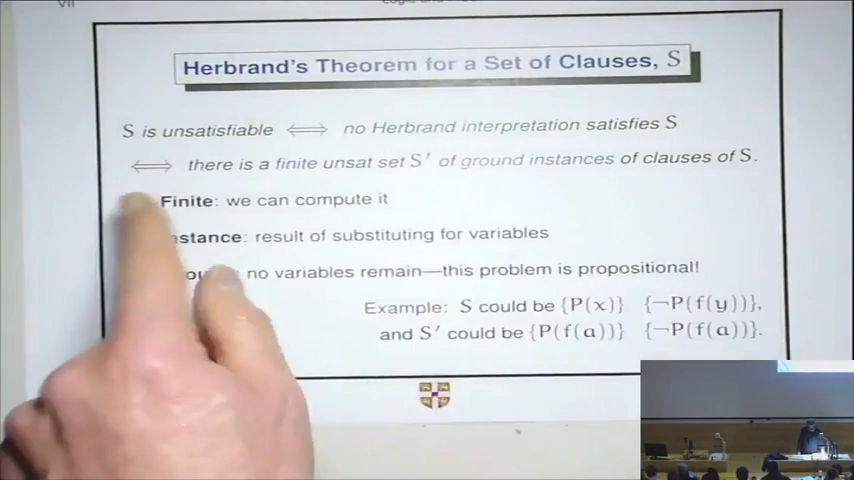 VII
Herbrand's Theorem for a Set of Clauses, S
S is unsatisfiable ⟺ no Herbrand interpretation satisfies S
⟺ there is a finite unsat set S′ of ground instances of clauses of S.
Finite: we can compute it
nstance: result of substituting for variables
no variables remain—this problem is propositional!
Example: S could be {P(x)} {¬P(f(y))},
and S′ could be {P(f(a))} {¬P(f(a))}.